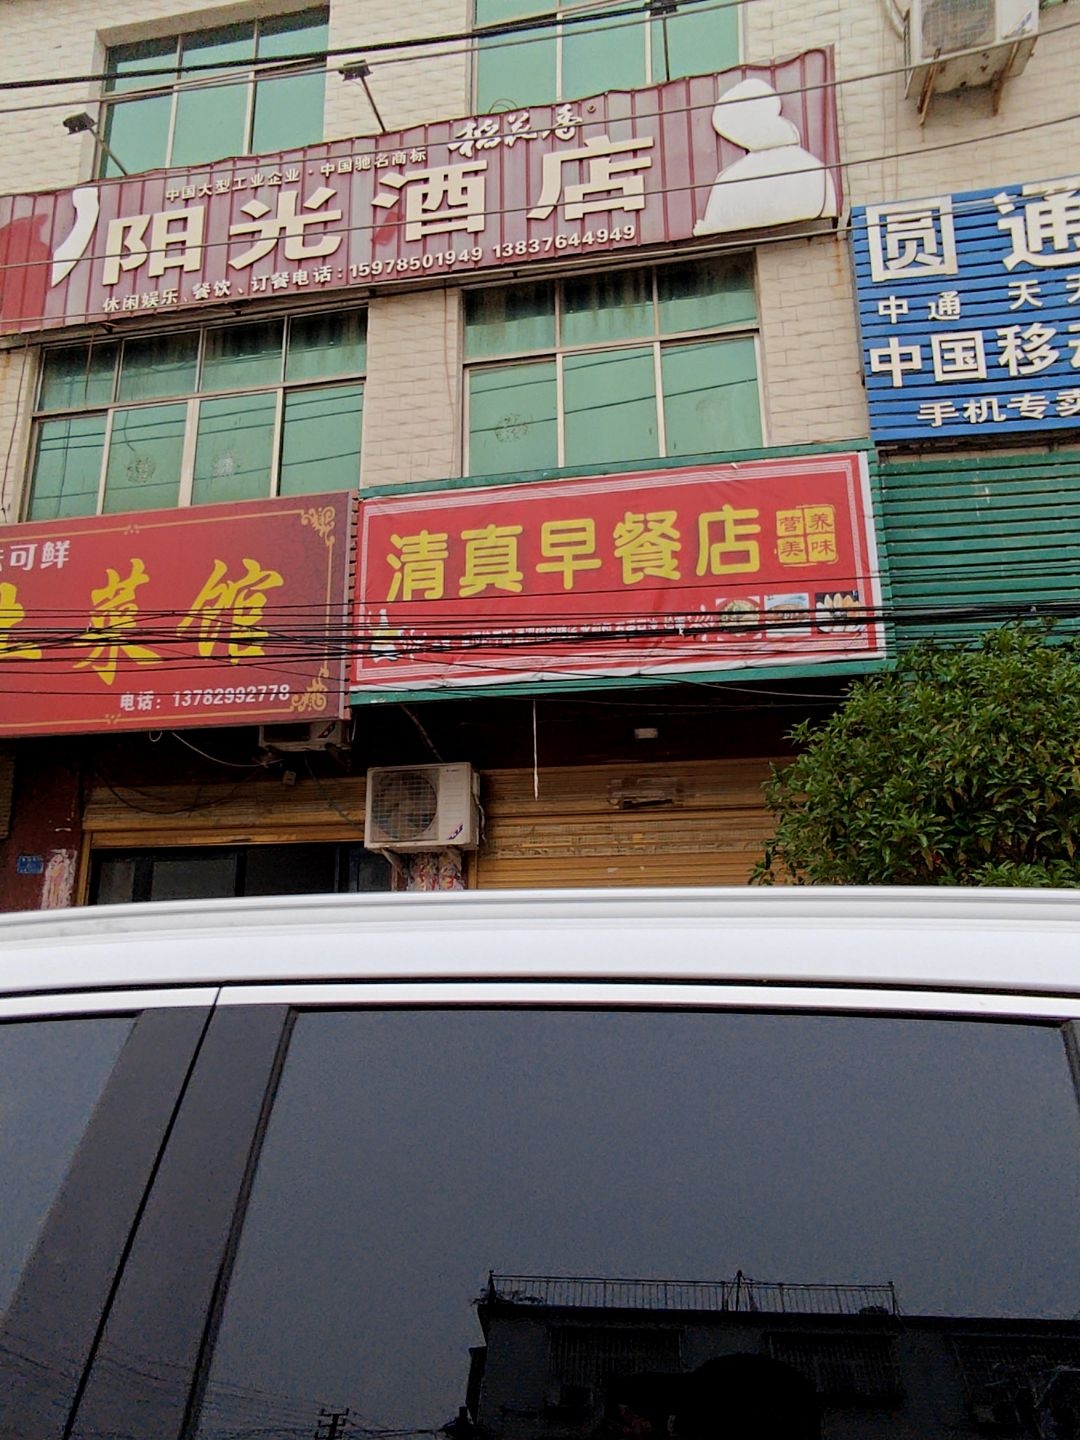 稻花香
中国大型工业企业·中国驰名商标
阳光酒店
休闲娱乐、餐饮、订餐电话：15978501949 13837644949
圆通
中通 天天
中国移动
手机专卖
可鲜
菜馆
电话：13782992778
清真早餐店
营养
美味